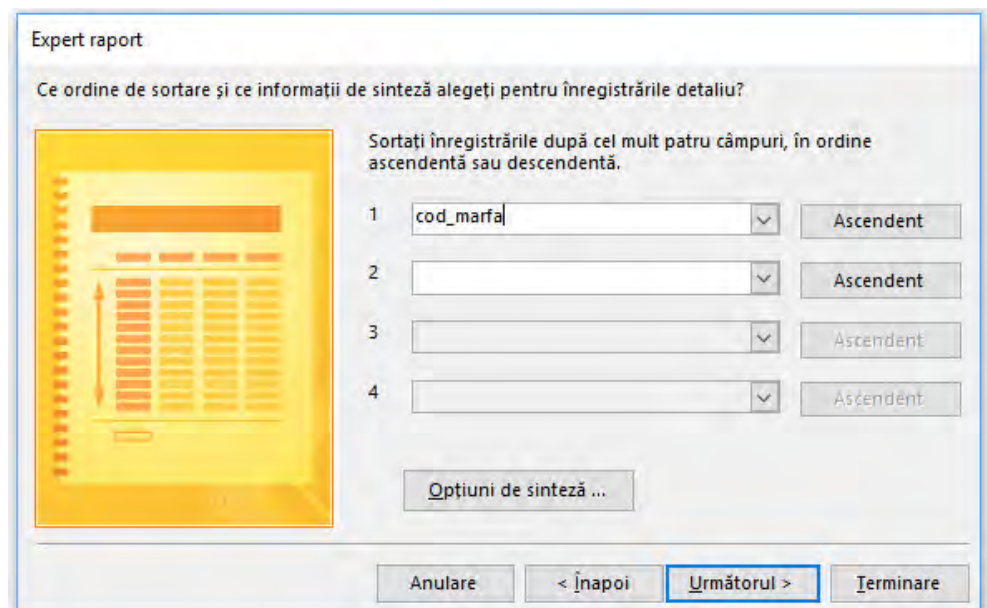 Expert raport
Ce ordine de sortare și ce informații de sinteză alegeți pentru înregistrările detaliu?
Sortați înregistrările după cel mult patru câmpuri, în ordine
ascendentă sau descendentă.
1 cod_marfa Ascendent
2 Ascendent
3 Ascendent
4 Ascendent
Opțiuni de sinteză ...
Anulare < Înapoi Următorul > Terminare